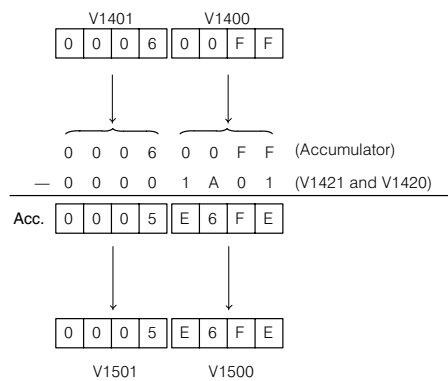 V1401 V1400
0 0 0 6 0 0 F F
0 0 0 6 0 0 F F (Accumulator)
— 0 0 0 0 1 A 0 1 (V1421 and V1420)
Acc. 0 0 0 5 E 6 F E
0 0 0 5 E 6 F E
V1501 V1500